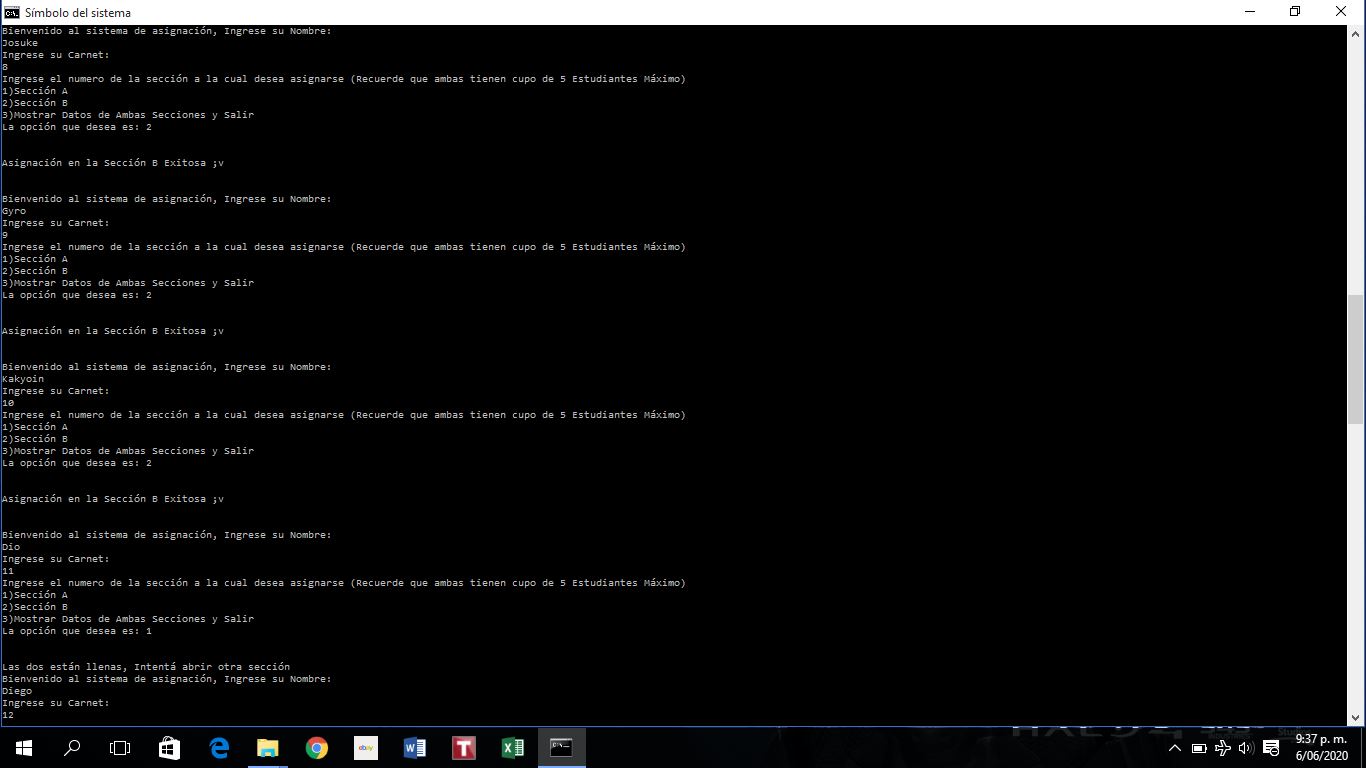 Símbolo del sistema
Bienvenido al sistema de asignación, Ingrese su Nombre:
Josuke
Ingrese su Carnet:
8
Ingrese el numero de la sección a la cual desea asignarse (Recuerde que ambas tienen cupo de 5 Estudiantes Máximo)
1)Sección A
2)Sección B
3)Mostrar Datos de Ambas Secciones y Salir
La opción que desea es: 2
Asignación en la Sección B Exitosa ;v
Bienvenido al sistema de asignación, Ingrese su Nombre:
Gyro
Ingrese su Carnet:
9
Ingrese el numero de la sección a la cual desea asignarse (Recuerde que ambas tienen cupo de 5 Estudiantes Máximo)
1)Sección A
2)Sección B
3)Mostrar Datos de Ambas Secciones y Salir
La opción que desea es: 2
Asignación en la Sección B Exitosa ;v
Bienvenido al sistema de asignación, Ingrese su Nombre:
Kakyoin
Ingrese su Carnet:
10
Ingrese el numero de la sección a la cual desea asignarse (Recuerde que ambas tienen cupo de 5 Estudiantes Máximo)
1)Sección A
2)Sección B
3)Mostrar Datos de Ambas Secciones y Salir
La opción que desea es: 2
Asignación en la Sección B Exitosa ;v
Bienvenido al sistema de asignación, Ingrese su Nombre:
Dio
Ingrese su Carnet:
11
Ingrese el numero de la sección a la cual desea asignarse (Recuerde que ambas tienen cupo de 5 Estudiantes Máximo)
1)Sección A
2)Sección B
3)Mostrar Datos de Ambas Secciones y Salir
La opción que desea es: 1
Las dos están llenas, Intentá abrir otra sección
Bienvenido al sistema de asignación, Ingrese su Nombre:
Diego
Ingrese su Carnet:
12
ebay
9:37 p. m.
6/06/2020